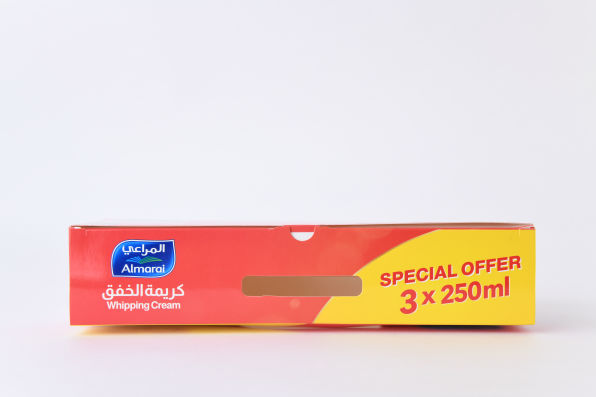 المراعي
Almarai
كريمة الخفق
Whipping Cream
SPECIAL OFFER
3 x 250ml